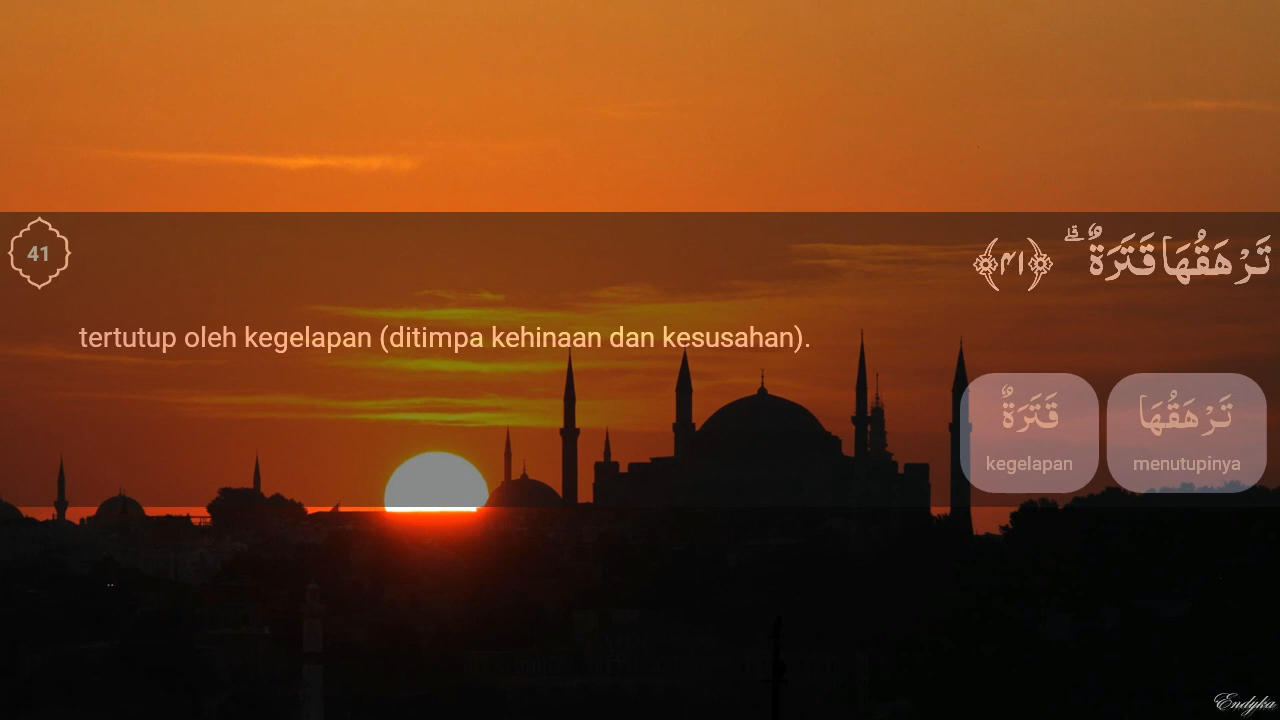 41
تَرْهَقُهَا قَتَرَةٌ ۗ ﴿٤١﴾
tertutup oleh kegelapan (ditimpa kehinaan dan kesusahan).
تَرْهَقُهَا
menutupinya
قَتَرَةٌ
kegelapan
Endyka